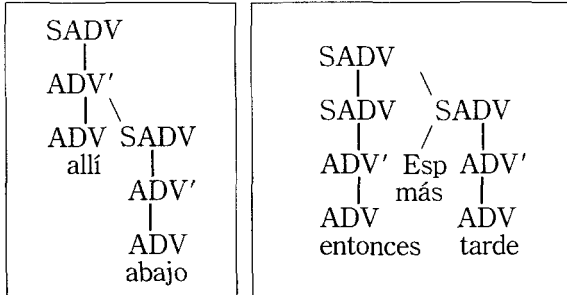 SADV
ADV'
ADV SADV
allí
ADV'
ADV
abajo
SADV
SADV SADV
ADV' Esp ADV'
más
ADV ADV
entonces tarde